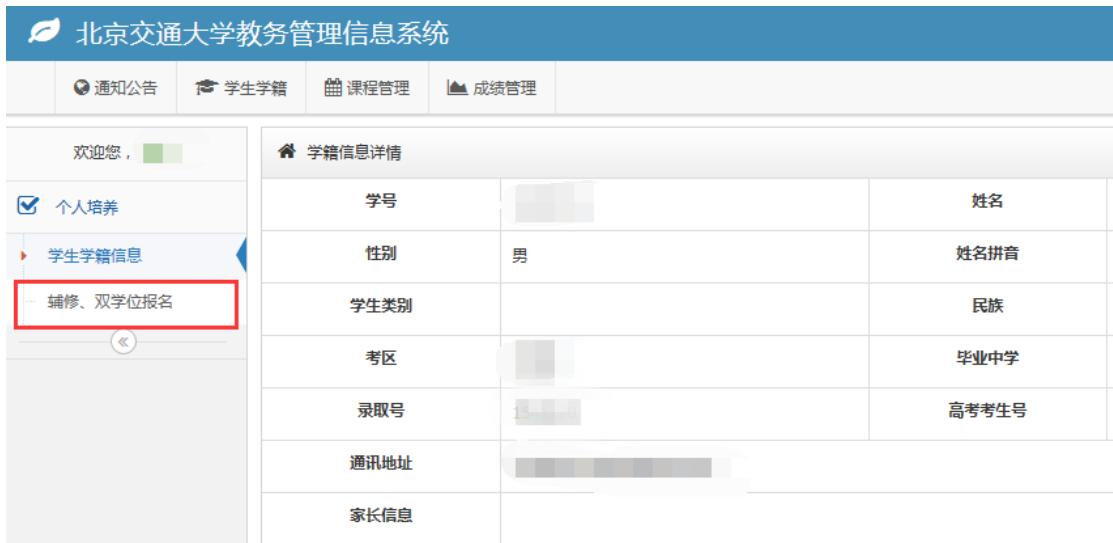 北京交通大学教务管理信息系统
通知公告 学生学籍 课程管理 成绩管理
欢迎您，
学籍信息详情
个人培养
学生学籍信息
辅修、双学位报名
学号 姓名
性别 男 姓名拼音
学生类别 民族
考区 毕业中学
录取号 高考考生号
通讯地址
家长信息